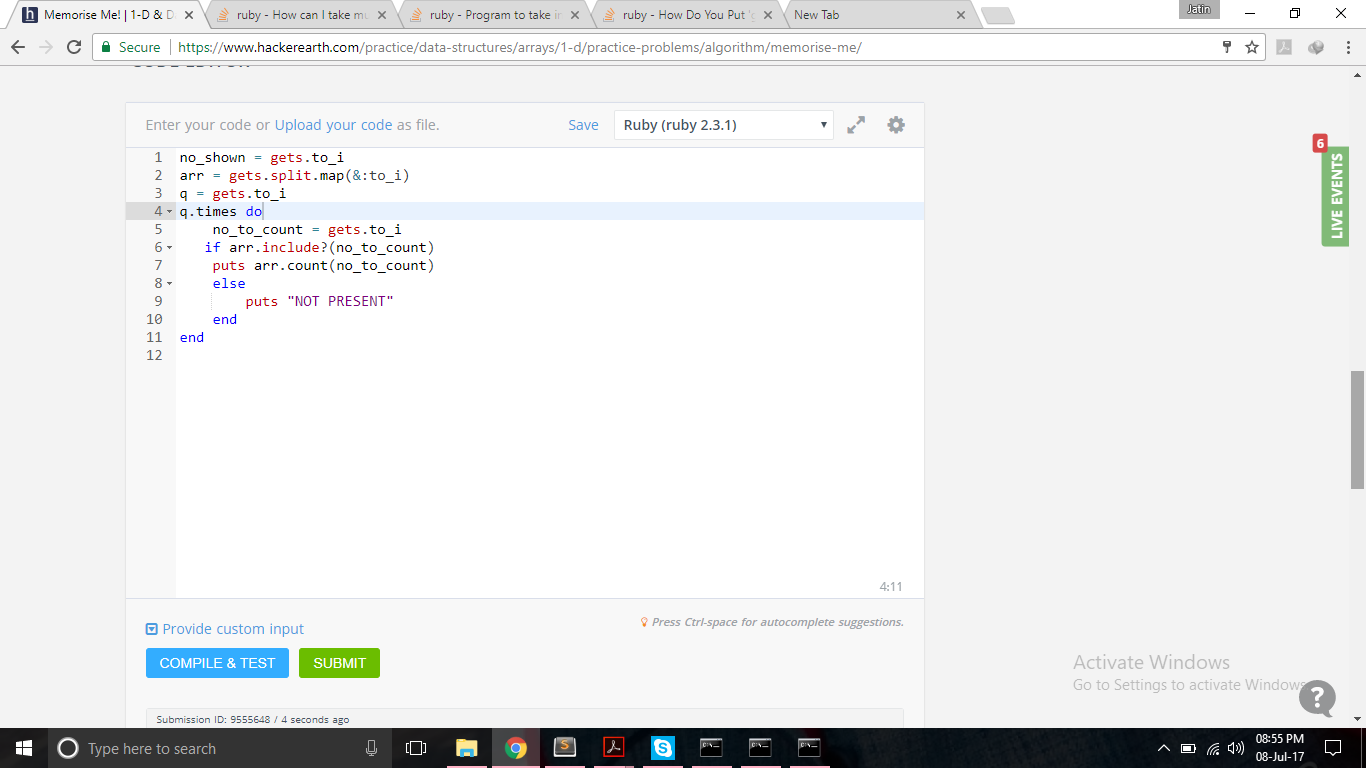 Memorise Me! | 1-D & D
ruby - How can I take mu
ruby - Program to take in
ruby - How Do You Put 'g
New Tab
Jatin
Secure
https://www.hackerearth.com/practice/data-structures/arrays/1-d/practice-problems/algorithm/memorise-me/
CODE EDITOR
Enter your code or Upload your code as file.
Save
Ruby (ruby 2.3.1)
1 no_shown = gets.to_i
2 arr = gets.split.map(&:to_i)
3 q = gets.to_i
4 q.times do
5 no_to_count = gets.to_i
6 if arr.include?(no_to_count)
7 puts arr.count(no_to_count)
8 else
9 puts "NOT PRESENT"
10 end
11 end
12
4:11
6
LIVE EVENTS
Provide custom input
Press Ctrl-space for autocomplete suggestions.
COMPILE & TEST
SUBMIT
Activate Windows
Go to Settings to activate Windows
?
Submission ID: 9555648 / 4 seconds ago
Type here to search
08:55 PM
08-Jul-17